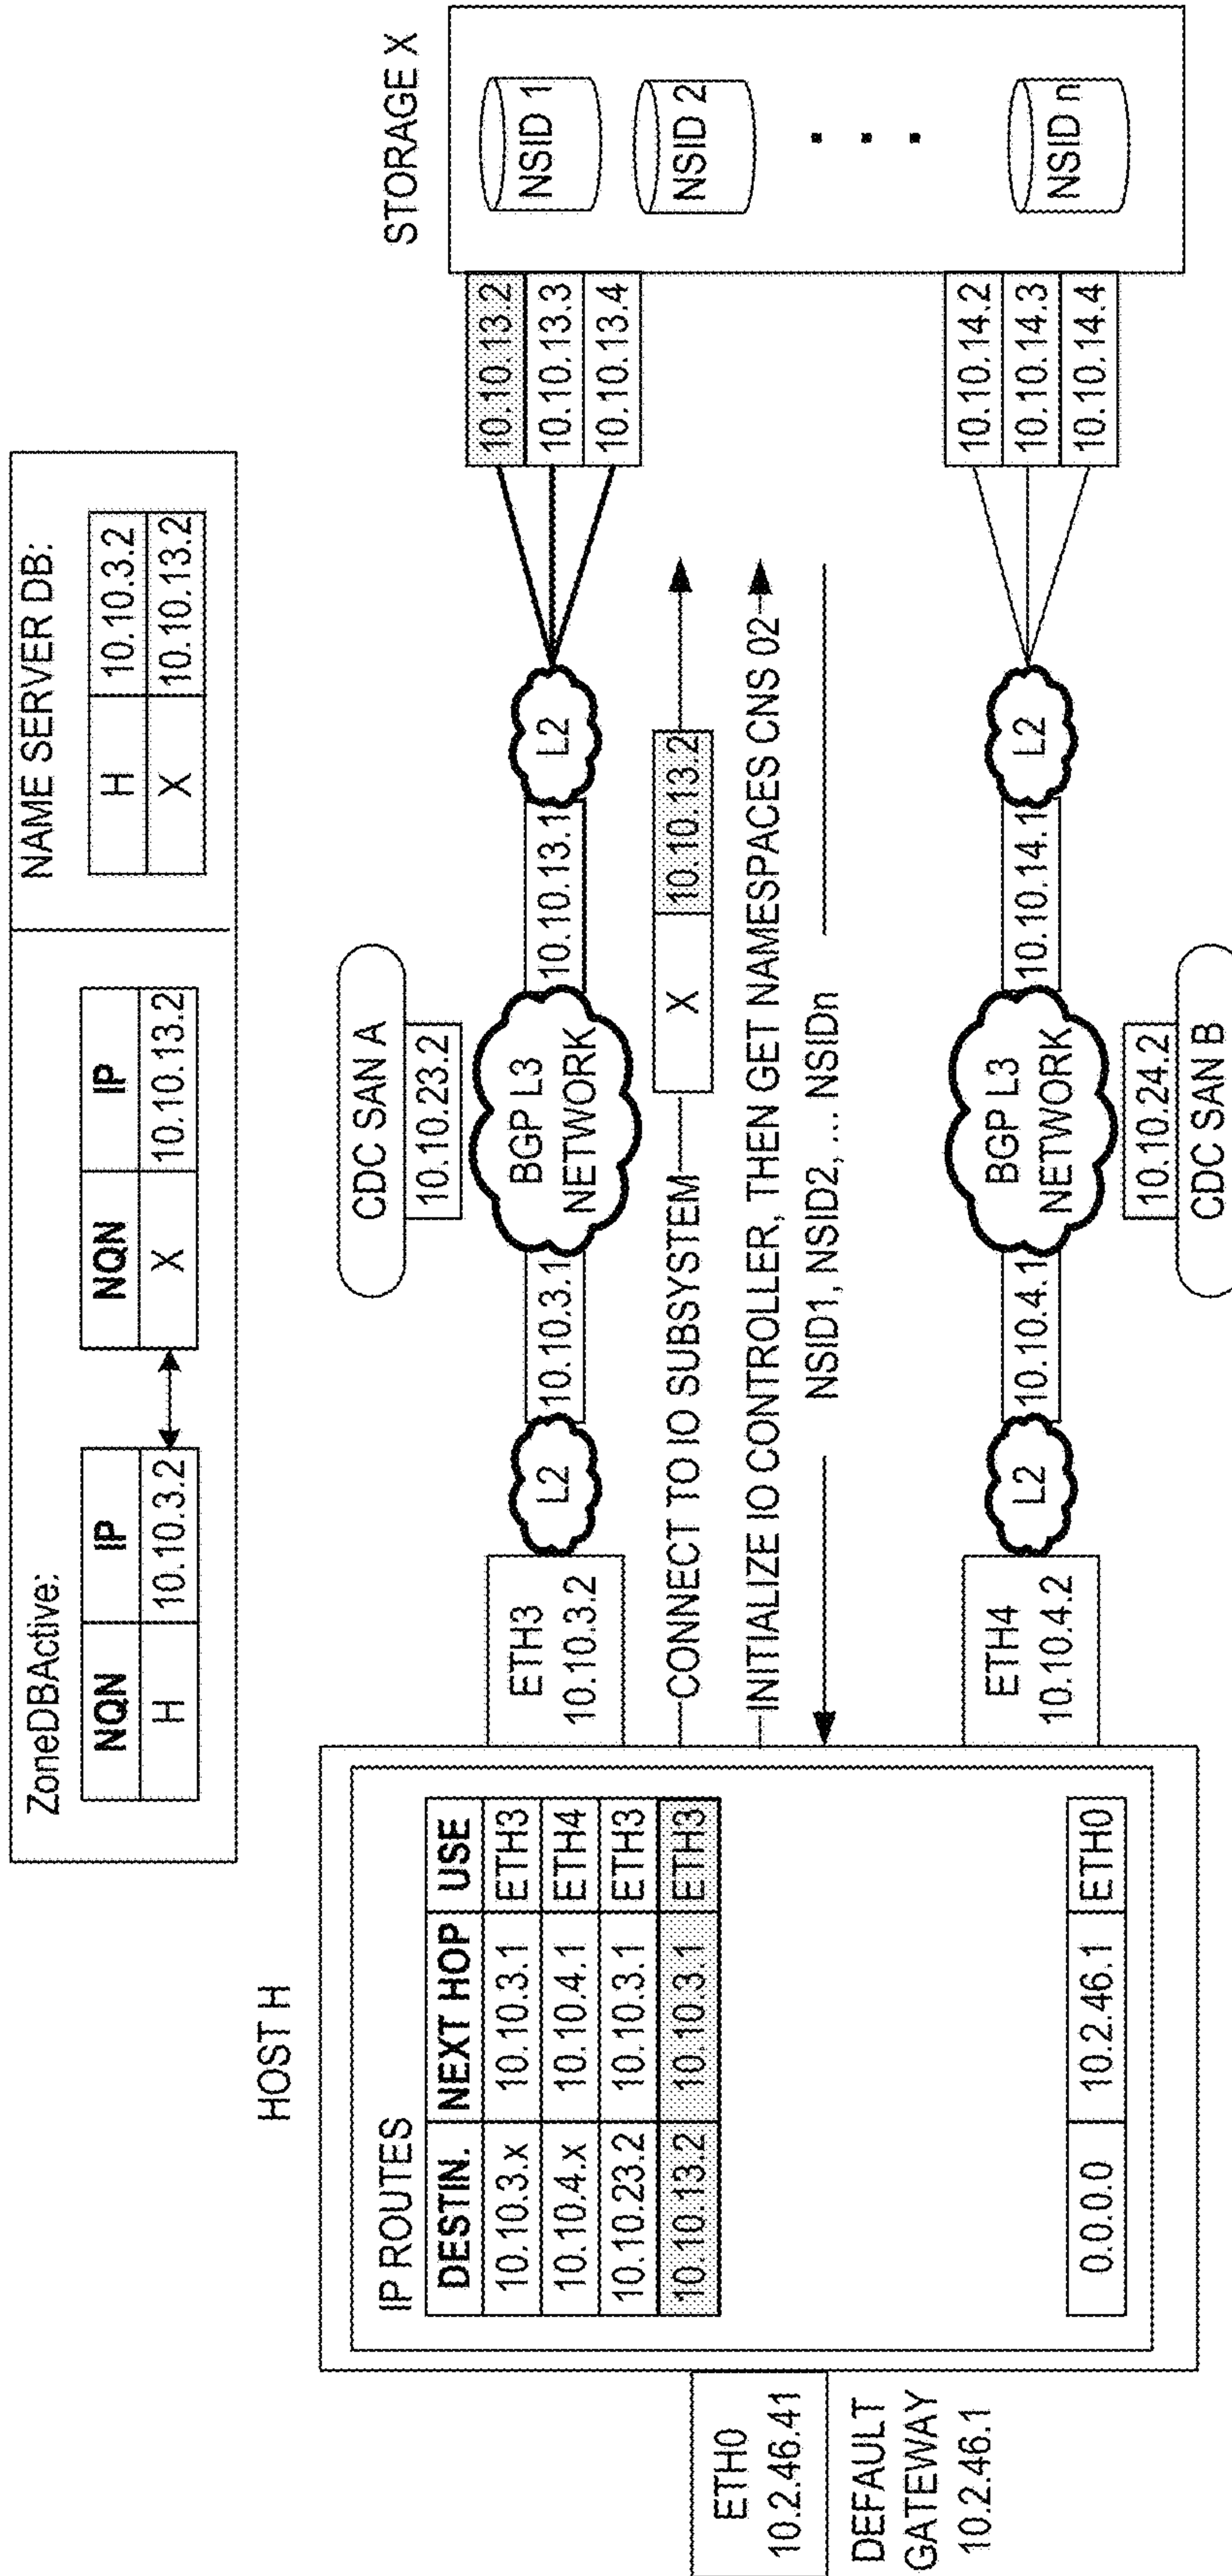 ZoneDBActive:
NQN IP
H 10.10.3.2
NQN IP
X 10.10.13.2
NAME SERVER DB:
H 10.10.3.2
X 10.10.13.2
HOST H
IP ROUTES
DESTIN. NEXT HOP USE
10.10.3.x 10.10.3.1 ETH3
10.10.4.x 10.10.4.1 ETH4
10.10.23.2 10.10.3.1 ETH3
10.10.13.2 10.10.3.1 ETH3
0.0.0.0 10.2.46.1 ETH0
ETH0
10.2.46.41
DEFAULT
GATEWAY
10.2.46.1
ETH3
10.10.3.2
L2
10.10.3.1
CDC SAN A
10.10.23.2
BGP L3
NETWORK
10.10.13.1
L2
10.10.13.2
10.10.13.3
10.10.13.4
CONNECT TO IO SUBSYSTEM
X 10.10.13.2
INITIALIZE IO CONTROLLER, THEN GET NAMESPACES CNS 02
NSID1, NSID2, ... NSIDn
ETH4
10.10.4.2
L2
10.10.4.1
BGP L3
NETWORK
10.10.24.2
CDC SAN B
10.10.14.1
L2
10.10.14.2
10.10.14.3
10.10.14.4
STORAGE X
NSID 1
NSID 2
NSID n